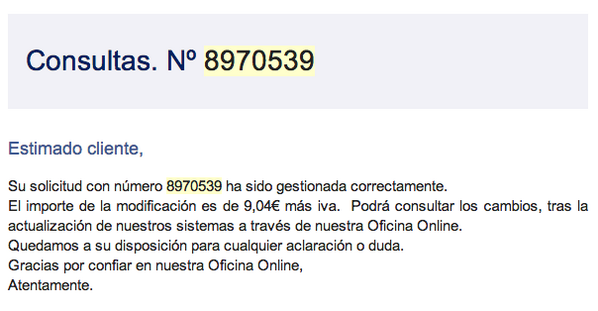 Consultas. Nº 8970539
Estimado cliente,
Su solicitud con número 8970539 ha sido gestionada correctamente.
El importe de la modificación es de 9,04€ más iva. Podrá consultar los cambios, tras la
actualización de nuestros sistemas a través de nuestra Oficina Online.
Quedamos a su disposición para cualquier aclaración o duda.
Gracias por confiar en nuestra Oficina Online,
Atentamente.